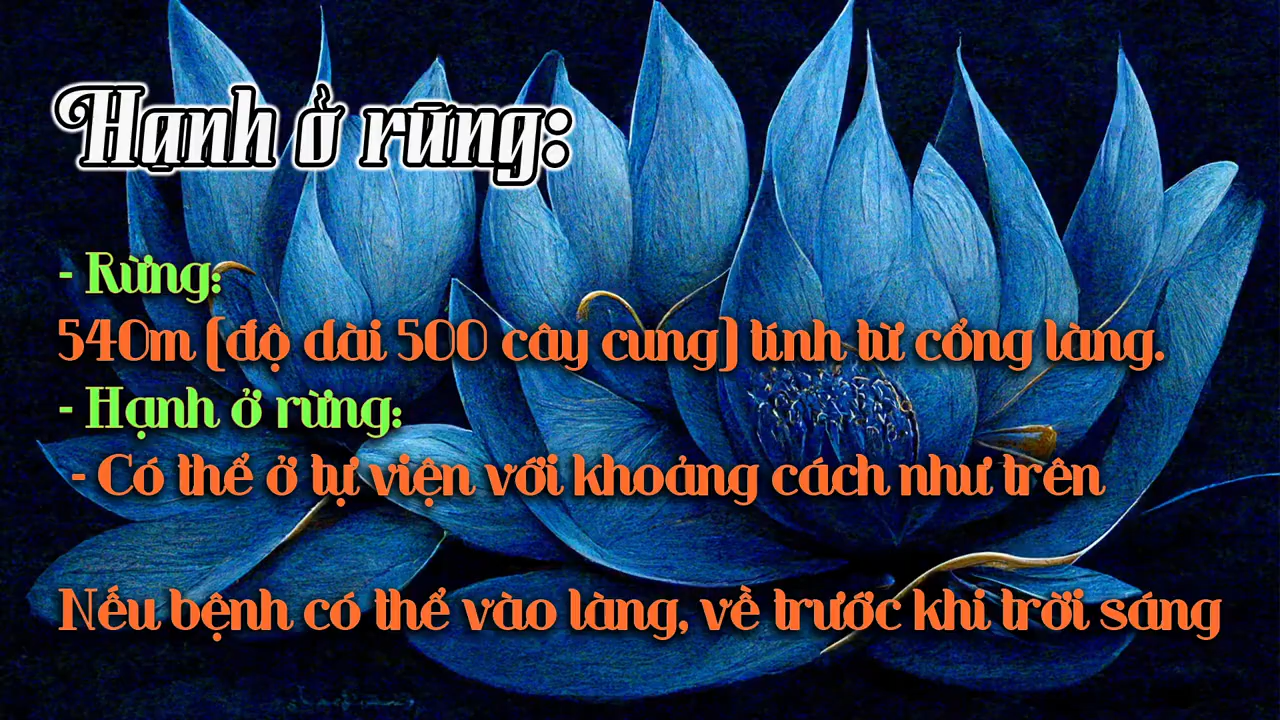 Hạnh ở rừng:
- Rừng:
540m (độ dài 500 cây cung) tính từ cổng làng.
- Hạnh ở rừng:
- Có thể ở tự viện với khoảng cách như trên
Nếu bệnh có thể vào làng, về trước khi trời sáng